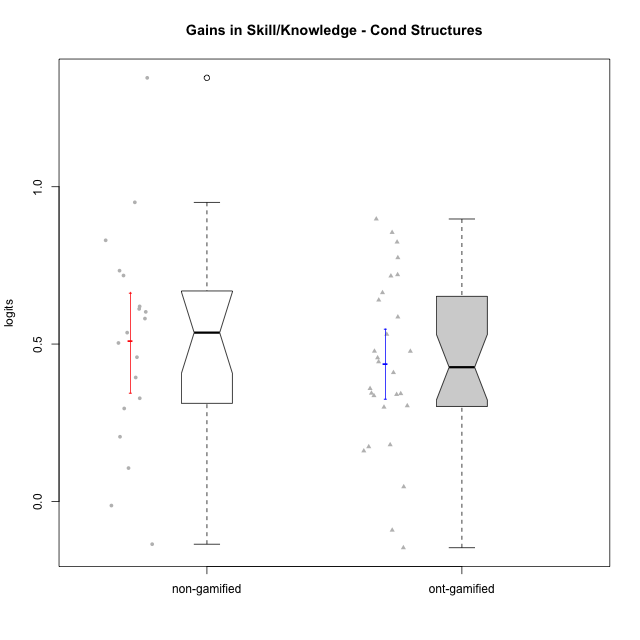 Gains in Skill/Knowledge - Cond Structures
logits
1.0
0.5
0.0
non-gamified
ont-gamified